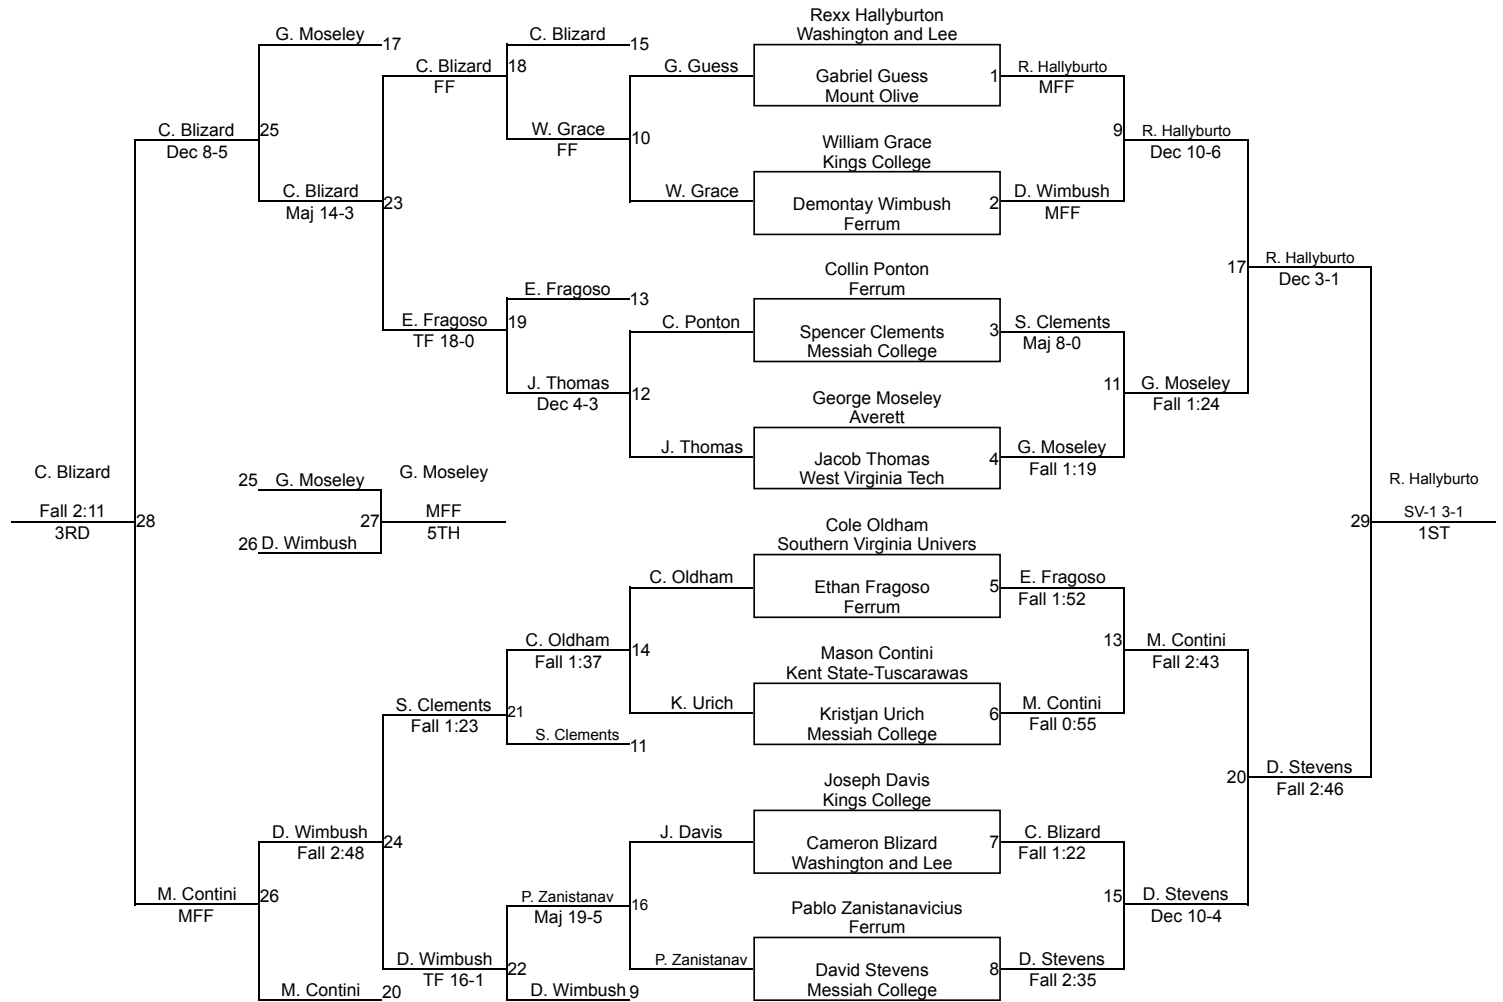 Rexx Hallyburton
Washington and Lee
G. Moseley 17
C. Blizard 15
C. Blizard 18
FF
G. Guess
Gabriel Guess 1
Mount Olive
R. Hallyburto
MFF
C. Blizard 25
Dec 8-5
W. Grace 10
FF
William Grace
Kings College
9 R. Hallyburto
Dec 10-6
C. Blizard 23
Maj 14-3
W. Grace
Demontay Wimbush 2
Ferrum
D. Wimbush
MFF
Collin Ponton
Ferrum
17 R. Hallyburto
Dec 3-1
E. Fragoso 13
E. Fragoso 19
TF 18-0
C. Ponton
Spencer Clements 3
Messiah College
S. Clements
Maj 8-0
J. Thomas 12
Dec 4-3
George Moseley
Averett
11 G. Moseley
Fall 1:24
J. Thomas
Jacob Thomas 4
West Virginia Tech
G. Moseley
Fall 1:19
C. Blizard
Fall 2:11 28
3RD
25 G. Moseley
26 D. Wimbush
27
G. Moseley
MFF
5TH
R. Hallyburto
29 SV-1 3-1
1ST
Cole Oldham
Southern Virginia Univers
C. Oldham
Ethan Fragoso 5
Ferrum
E. Fragoso
Fall 1:52
C. Oldham 14
Fall 1:37
Mason Contini
Kent State-Tuscarawas
13 M. Contini
Fall 2:43
S. Clements 21
Fall 1:23
K. Urich
Kristjan Urich 6
Messiah College
M. Contini
Fall 0:55
S. Clements 11
Joseph Davis
Kings College
20 D. Stevens
Fall 2:46
D. Wimbush 24
Fall 2:48
J. Davis
Cameron Blizard 7
Washington and Lee
C. Blizard
Fall 1:22
M. Contini 26
MFF
P. Zanistanav 16
Maj 19-5
Pablo Zanistanavicius
Ferrum
15 D. Stevens
Dec 10-4
D. Wimbush 22
TF 16-1
P. Zanistanav
David Stevens 8
Messiah College
D. Stevens
Fall 2:35
M. Contini 20
D. Wimbush 9